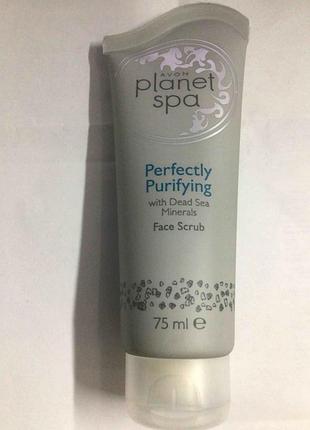 AVON
planet
spa
Perfectly
Purifying
with Dead Sea
Minerals
Face Scrub
75 ml ℮